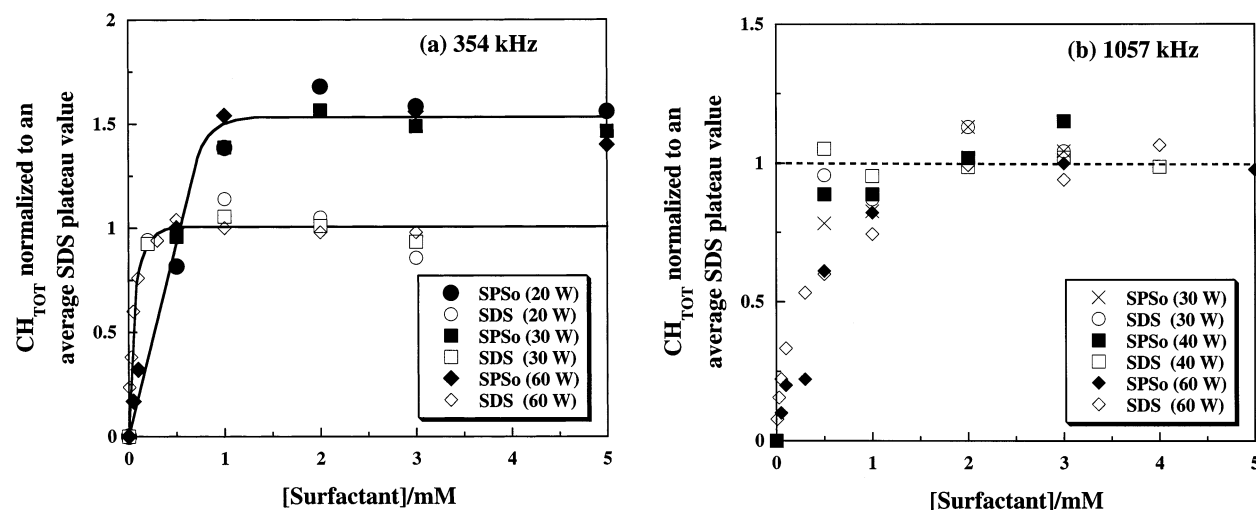 (a) 354 kHz
CH_TOT normalized to an
average SDS plateau value
2
1.5
1
0.5
0
0 1 2 3 4 5
[Surfactant]/mM
SPSo (20 W)
SDS (20 W)
SPSo (30 W)
SDS (30 W)
SPSo (60 W)
SDS (60 W)
(b) 1057 kHz
CH_TOT normalized to an
average SDS plateau value
1.5
1
0.5
0
0 1 2 3 4 5
[Surfactant]/mM
SPSo (30 W)
SDS (30 W)
SPSo (40 W)
SDS (40 W)
SPSo (60 W)
SDS (60 W)